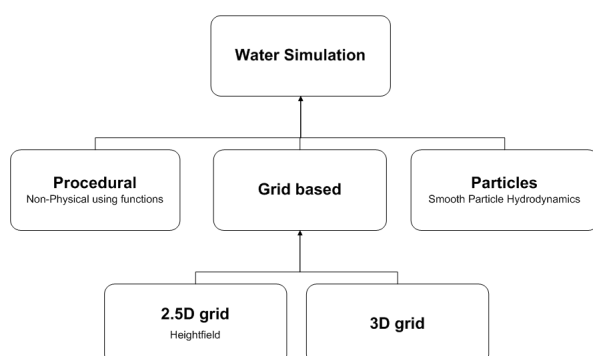 Water Simulation
Procedural
Non-Physical using functions
Grid based
Particles
Smooth Particle Hydrodynamics
2.5D grid
Heightfield
3D grid